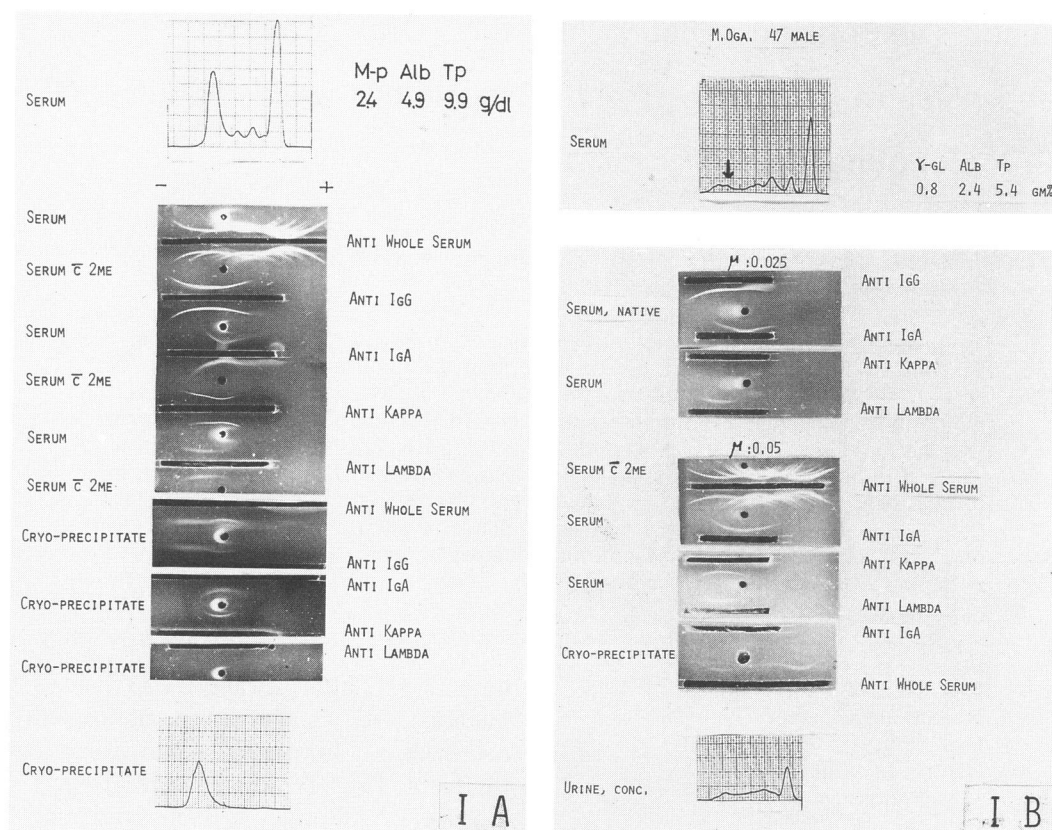 SERUM
M-p Alb Tp
2.4 4.9 9.9 g/dl
- +
SERUM
ANTI WHOLE SERUM
SERUM c̄ 2ME
ANTI IgG
SERUM
ANTI IgA
SERUM c̄ 2ME
ANTI KAPPA
SERUM
ANTI LAMBDA
SERUM c̄ 2ME
ANTI WHOLE SERUM
CRYO-PRECIPITATE
ANTI IgG
ANTI IgA
CRYO-PRECIPITATE
ANTI KAPPA
ANTI LAMBDA
CRYO-PRECIPITATE
CRYO-PRECIPITATE
I A
M.OGA. 47 MALE
SERUM
γ-GL ALB TP
0.8 2.4 5.4 GM%
μ:0.025
ANTI IgG
SERUM, NATIVE
ANTI IgA
ANTI KAPPA
SERUM
ANTI LAMBDA
μ:0.05
SERUM c̄ 2ME
ANTI WHOLE SERUM
SERUM
ANTI IgA
ANTI KAPPA
SERUM
ANTI LAMBDA
ANTI IgA
CRYO-PRECIPITATE
ANTI WHOLE SERUM
URINE, CONC.
I B